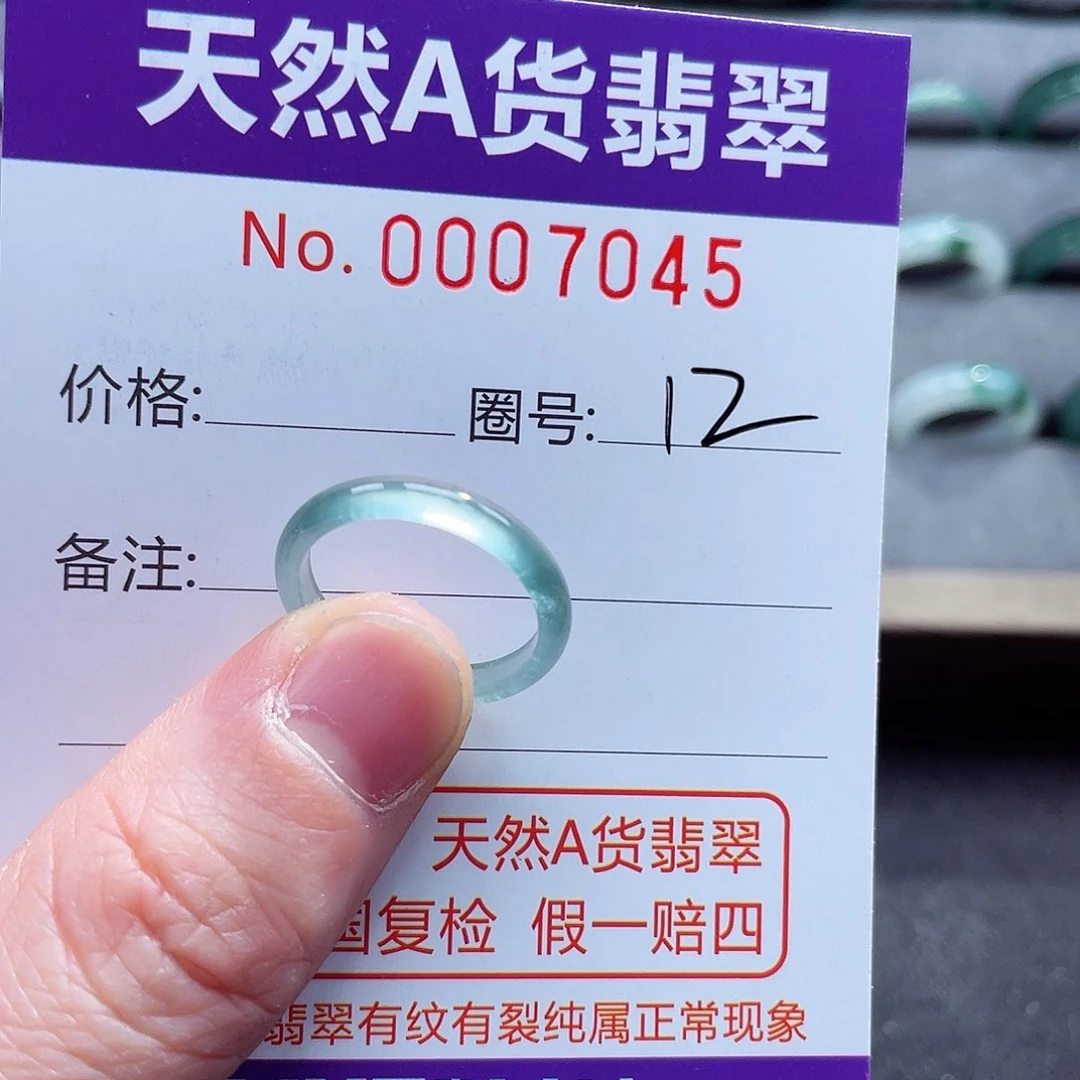 天然A货翡翠
No. 0007045
价格: 圈号: 12
备注:
天然A货翡翠
国复检 假一赔四
翡翠有纹有裂纯属正常现象